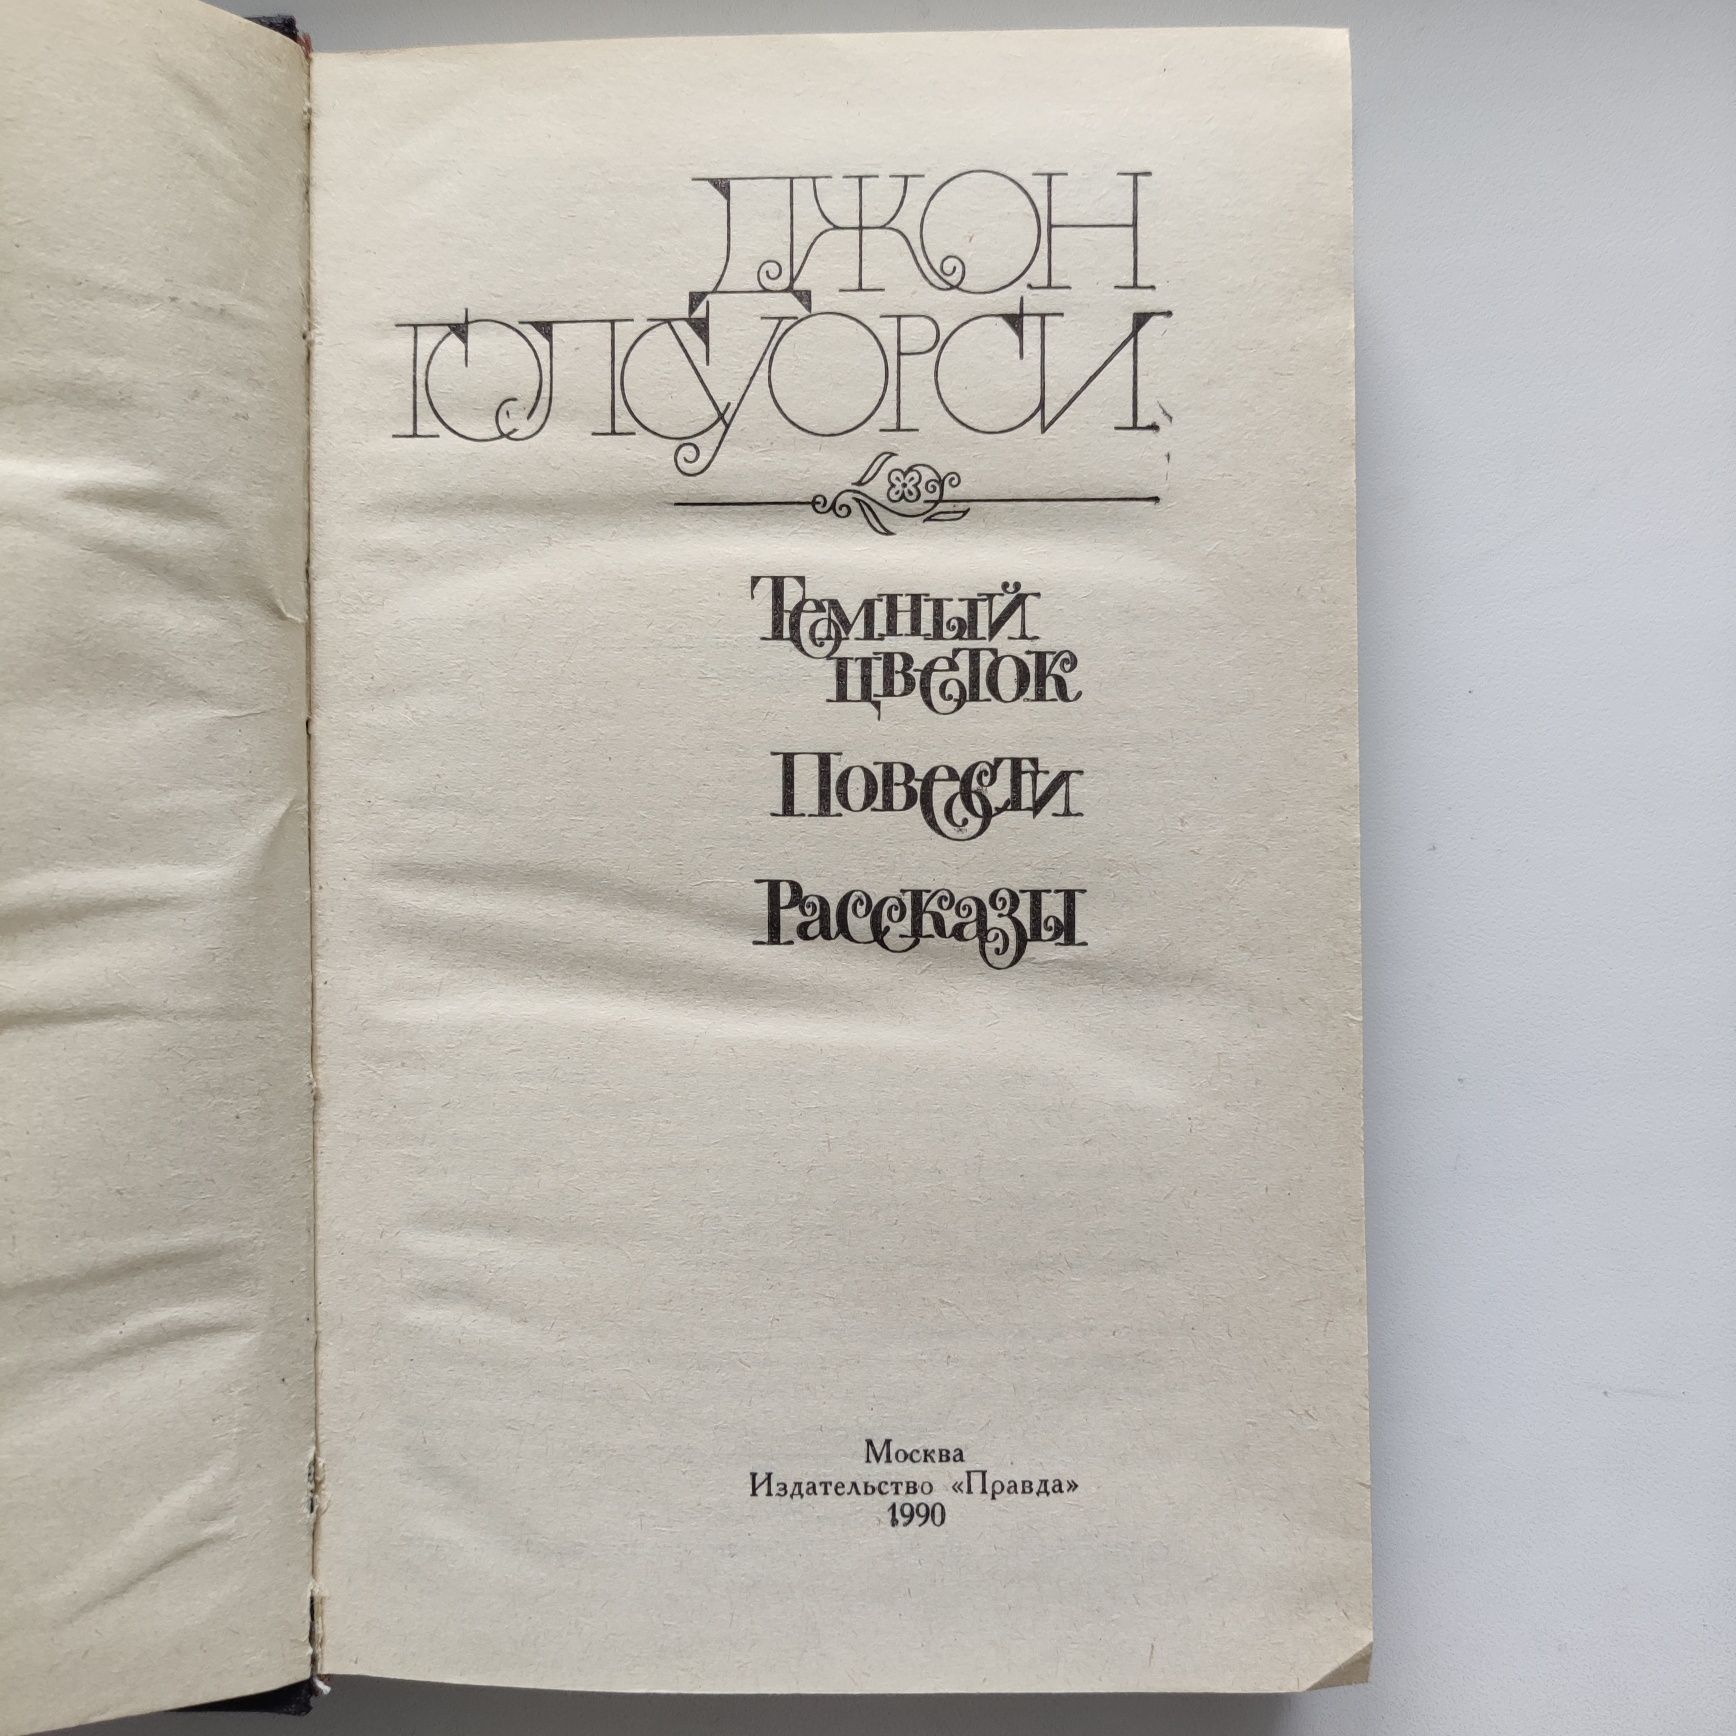 ДЖОН
ГОЛСУОРСИ
Темный
цветок
Повести
Рассказы
Москва
Издательство «Правда»
1990